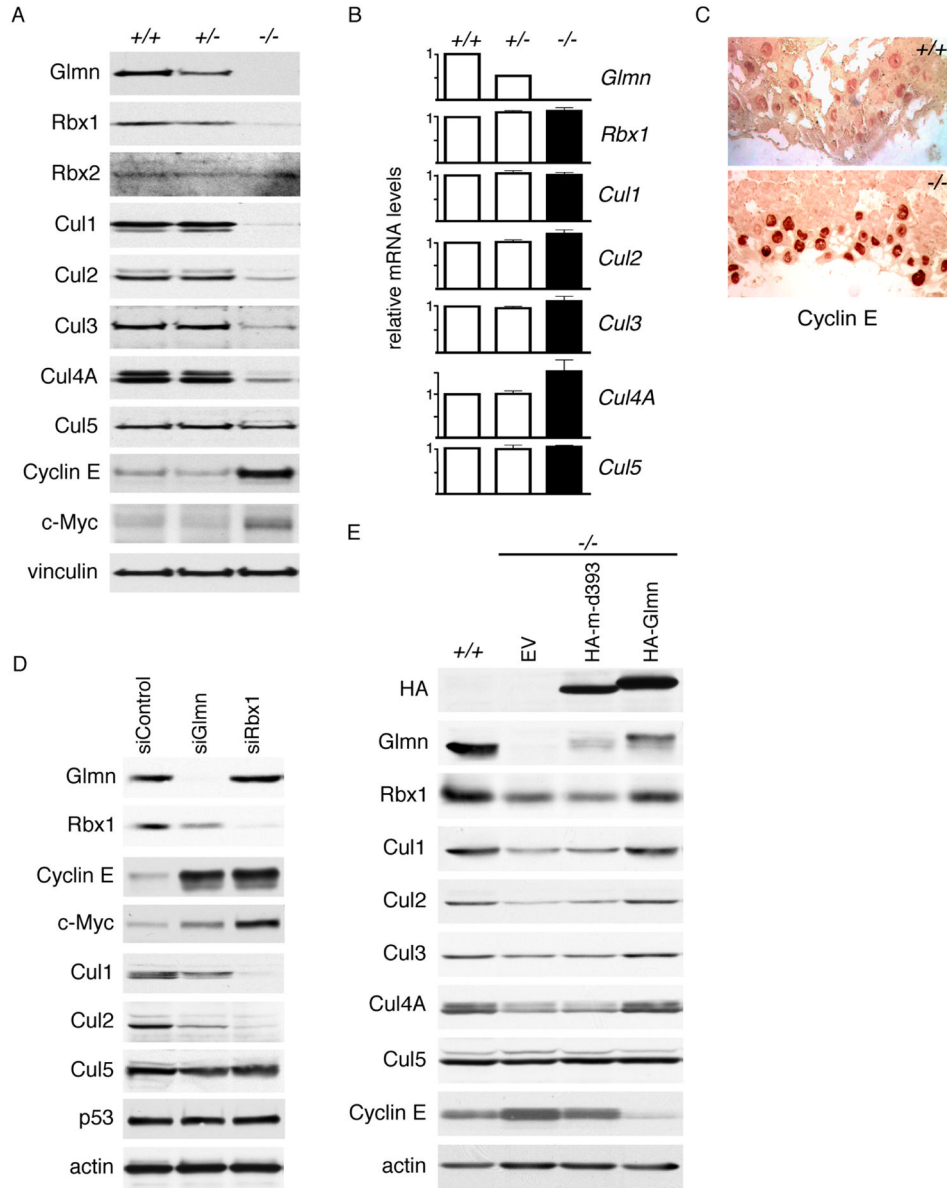 A
+/+ +/- -/-
Glmn
Rbx1
Rbx2
Cul1
Cul2
Cul3
Cul4A
Cul5
Cyclin E
c-Myc
vinculin
B
+/+ +/- -/-
relative mRNA levels
1 Glmn
1 Rbx1
1 Cul1
1 Cul2
1 Cul3
1 Cul4A
1 Cul5
C
+/+
-/-
Cyclin E
D
siControl siGlmn siRbx1
Glmn
Rbx1
Cyclin E
c-Myc
Cul1
Cul2
Cul5
p53
actin
E
-/-
+/+ EV HA-m-d393 HA-Glmn
HA
Glmn
Rbx1
Cul1
Cul2
Cul3
Cul4A
Cul5
Cyclin E
actin